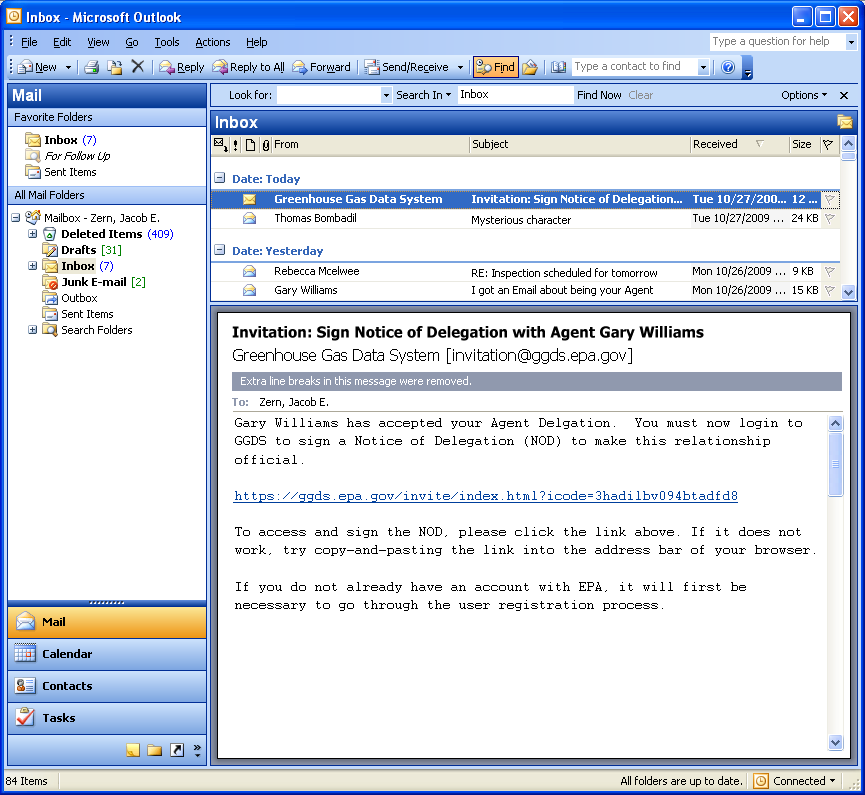 Inbox - Microsoft Outlook
File Edit View Go Tools Actions Help
Type a question for help
New Reply Reply to All Forward Send/Receive Find Type a contact to find
Mail
Look for: Search In Inbox Find Now Clear Options
Favorite Folders
Inbox (7)
For Follow Up
Sent Items
All Mail Folders
Mailbox - Zern, Jacob E.
Deleted Items (409)
Drafts [31]
Inbox (7)
Junk E-mail [2]
Outbox
Sent Items
Search Folders
Mail
Calendar
Contacts
Tasks
Inbox
From Subject Received Size
Date: Today
Greenhouse Gas Data System Invitation: Sign Notice of Delegation... Tue 10/27/200... 12 ...
Thomas Bombadil Mysterious character Tue 10/27/2009 ... 24 KB
Date: Yesterday
Rebecca Mcelwee RE: Inspection scheduled for tomorrow Mon 10/26/2009 ... 9 KB
Gary Williams I got an Email about being your Agent Mon 10/26/2009 ... 15 KB
Invitation: Sign Notice of Delegation with Agent Gary Williams
Greenhouse Gas Data System [invitation@ggds.epa.gov]
Extra line breaks in this message were removed.
To: Zern, Jacob E.
Gary Williams has accepted your Agent Delgation. You must now login to
GGDS to sign a Notice of Delegation (NOD) to make this relationship
official.
https://ggds.epa.gov/invite/index.html?icode=3hadilbv094btadfd8
To access and sign the NOD, please click the link above. If it does not
work, try copy-and-pasting the link into the address bar of your browser.
If you do not already have an account with EPA, it will first be
necessary to go through the user registration process.
84 Items All folders are up to date. Connected